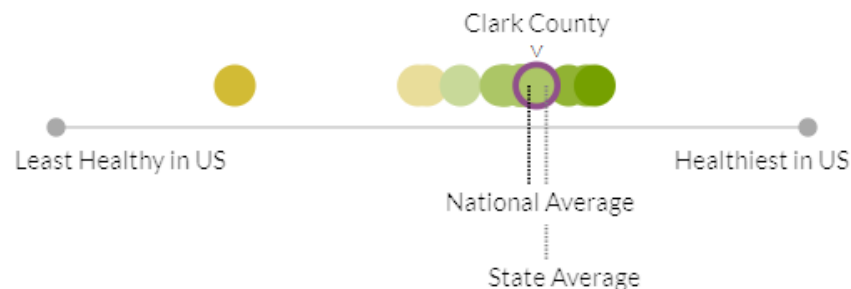 Clark County
Least Healthy in US
Healthiest in US
National Average
State Average